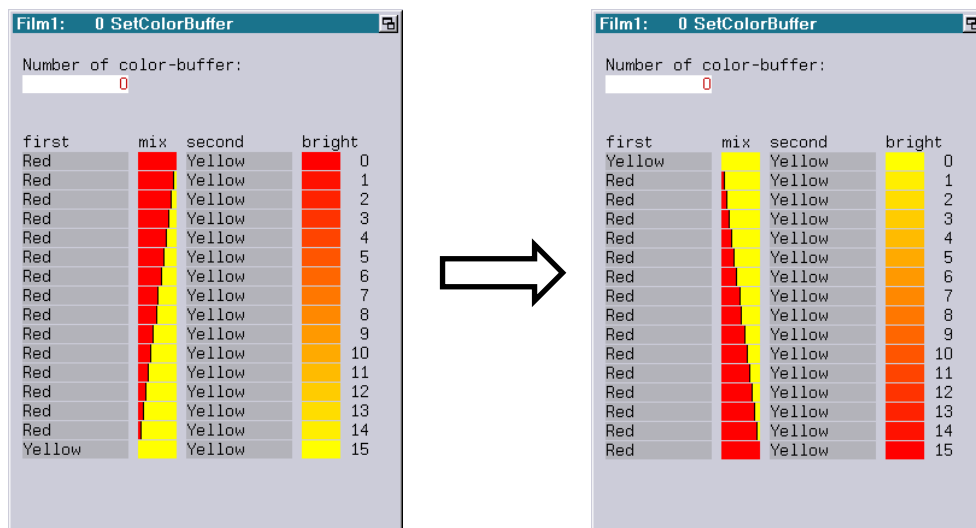 Film1: 0 SetColorBuffer
Number of color-buffer:
0
first mix second bright
Red Yellow 0
Red Yellow 1
Red Yellow 2
Red Yellow 3
Red Yellow 4
Red Yellow 5
Red Yellow 6
Red Yellow 7
Red Yellow 8
Red Yellow 9
Red Yellow 10
Red Yellow 11
Red Yellow 12
Red Yellow 13
Red Yellow 14
Yellow Yellow 15
Film1: 0 SetColorBuffer
Number of color-buffer:
0
first mix second bright
Yellow Yellow 0
Red Yellow 1
Red Yellow 2
Red Yellow 3
Red Yellow 4
Red Yellow 5
Red Yellow 6
Red Yellow 7
Red Yellow 8
Red Yellow 9
Red Yellow 10
Red Yellow 11
Red Yellow 12
Red Yellow 13
Red Yellow 14
Red Yellow 15